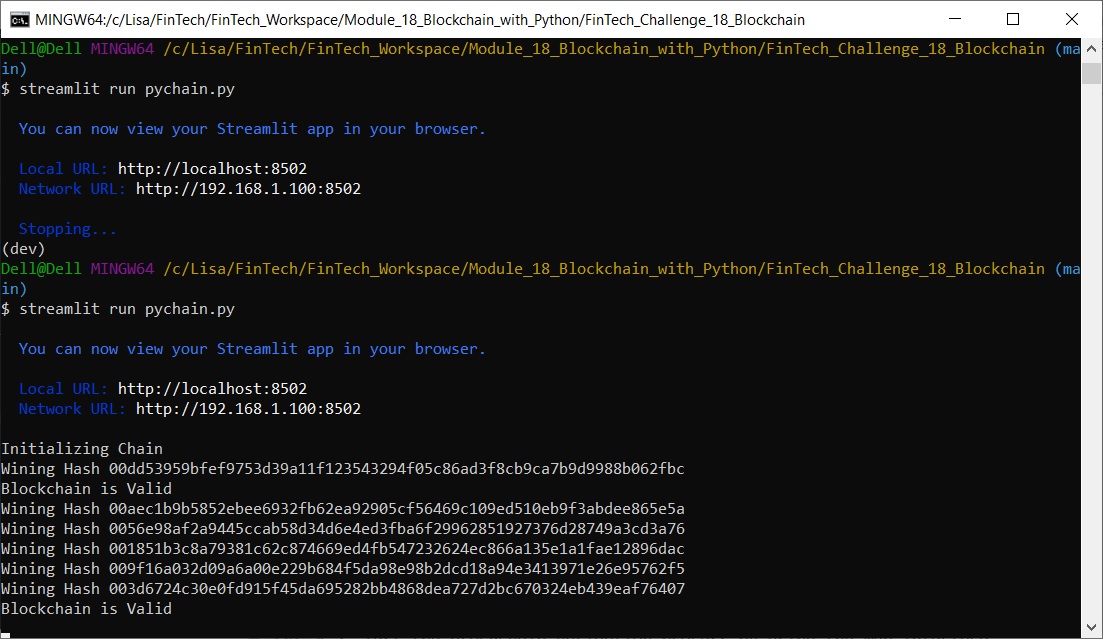 MINGW64:/c/Lisa/FinTech/FinTech_Workspace/Module_18_Blockchain_with_Python/FinTech_Challenge_18_Blockchain
Dell@Dell MINGW64 /c/Lisa/FinTech/FinTech_Workspace/Module_18_Blockchain_with_Python/FinTech_Challenge_18_Blockchain (ma
in)
$ streamlit run pychain.py
You can now view your Streamlit app in your browser.
Local URL: http://localhost:8502
Network URL: http://192.168.1.100:8502
Stopping...
(dev)
Dell@Dell MINGW64 /c/Lisa/FinTech/FinTech_Workspace/Module_18_Blockchain_with_Python/FinTech_Challenge_18_Blockchain (ma
in)
$ streamlit run pychain.py
You can now view your Streamlit app in your browser.
Local URL: http://localhost:8502
Network URL: http://192.168.1.100:8502
Initializing Chain
Wining Hash 00dd53959bfef9753d39a11f123543294f05c86ad3f8cb9ca7b9d9988b062fbc
Blockchain is Valid
Wining Hash 00aec1b9b5852ebee6932fb62ea92905cf56469c109ed510eb9f3abdee865e5a
Wining Hash 0056e98af2a9445ccab58d34d6e4ed3fba6f29962851927376d28749a3cd3a76
Wining Hash 001851b3c8a79381c62c874669ed4fb547232624ec866a135e1a1fae12896dac
Wining Hash 009f16a032d09a6a00e229b684f5da98e98b2dcd18a94e3413971e26e95762f5
Wining Hash 003d6724c30e0fd915f45da695282bb4868dea727d2bc670324eb439eaf76407
Blockchain is Valid